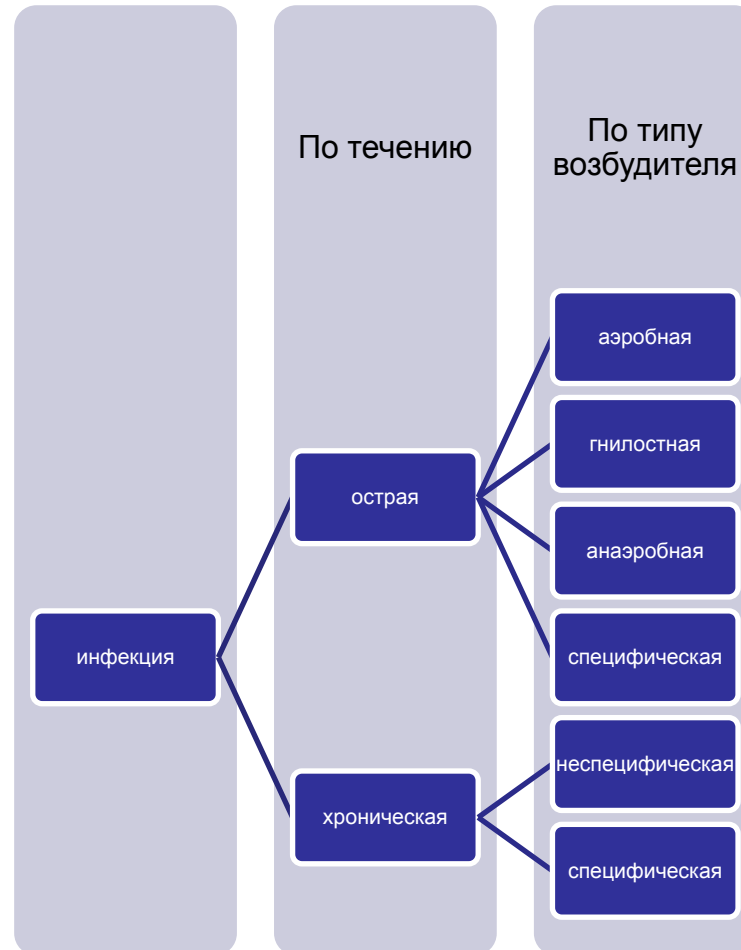 По течению
По типу
возбудителя
инфекция
острая
хроническая
аэробная
гнилостная
анаэробная
специфическая
неспецифическая
специфическая